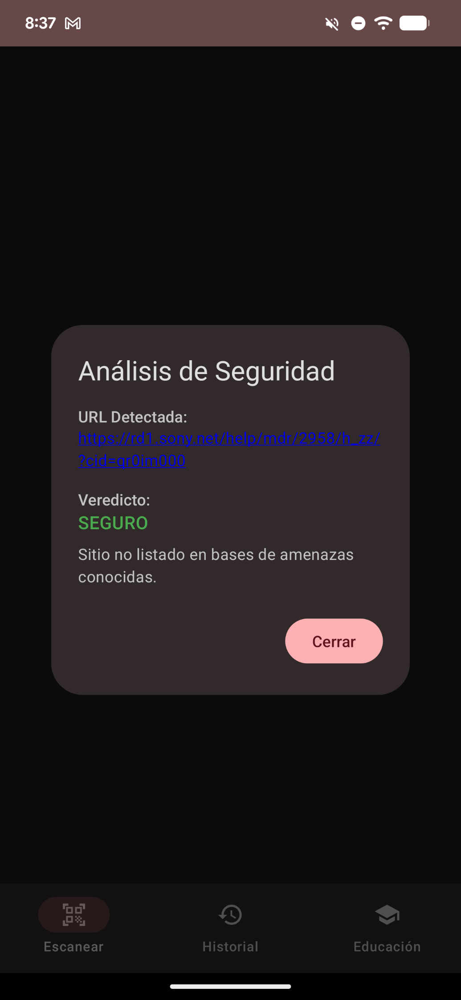 8:37
Análisis de Seguridad
URL Detectada:
https://rd1.sony.net/help/mdr/2958/h_zz/
?cid=qr0im000
Veredicto:
SEGURO
Sitio no listado en bases de amenazas
conocidas.
Cerrar
Escanear
Historial
Educación